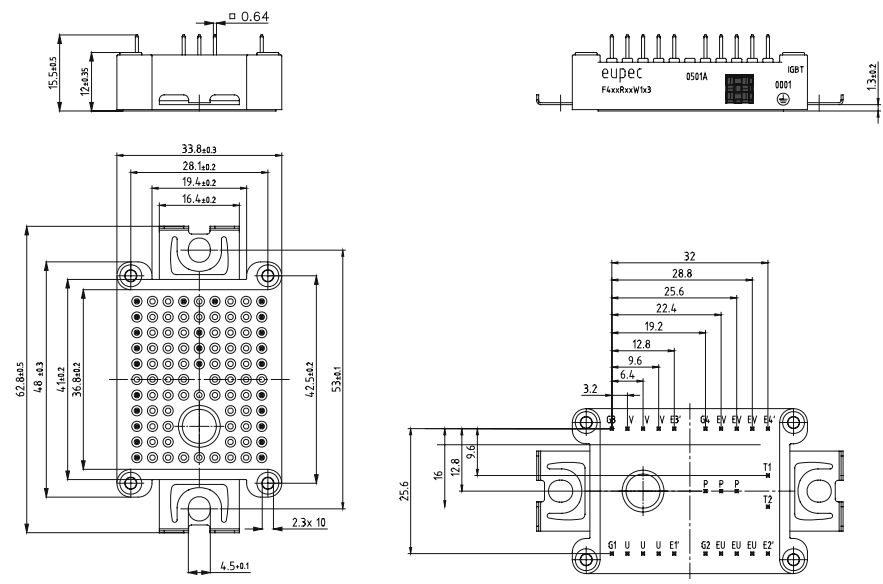 □ 0.64
15.5±0.5
12±0.35
eupec
0501A
IGBT
F4xxRxxW1x3
0001
1.3±0.2
33.8±0.3
28.1±0.2
19.4±0.2
16.4±0.2
62.8±0.5
48 ±0.3
41±0.2
36.8±0.2
42.5±0.2
53±0.1
2.3x 10
4.5+0.1
32
28.8
25.6
22.4
19.2
12.8
9.6
6.4
3.2
G3 V V V E3' G4 EV EV EV E4'
25.6
16
12.8
9.6
T1
P P P
T2
G1 U U U E1' G2 EU EU EU E2'